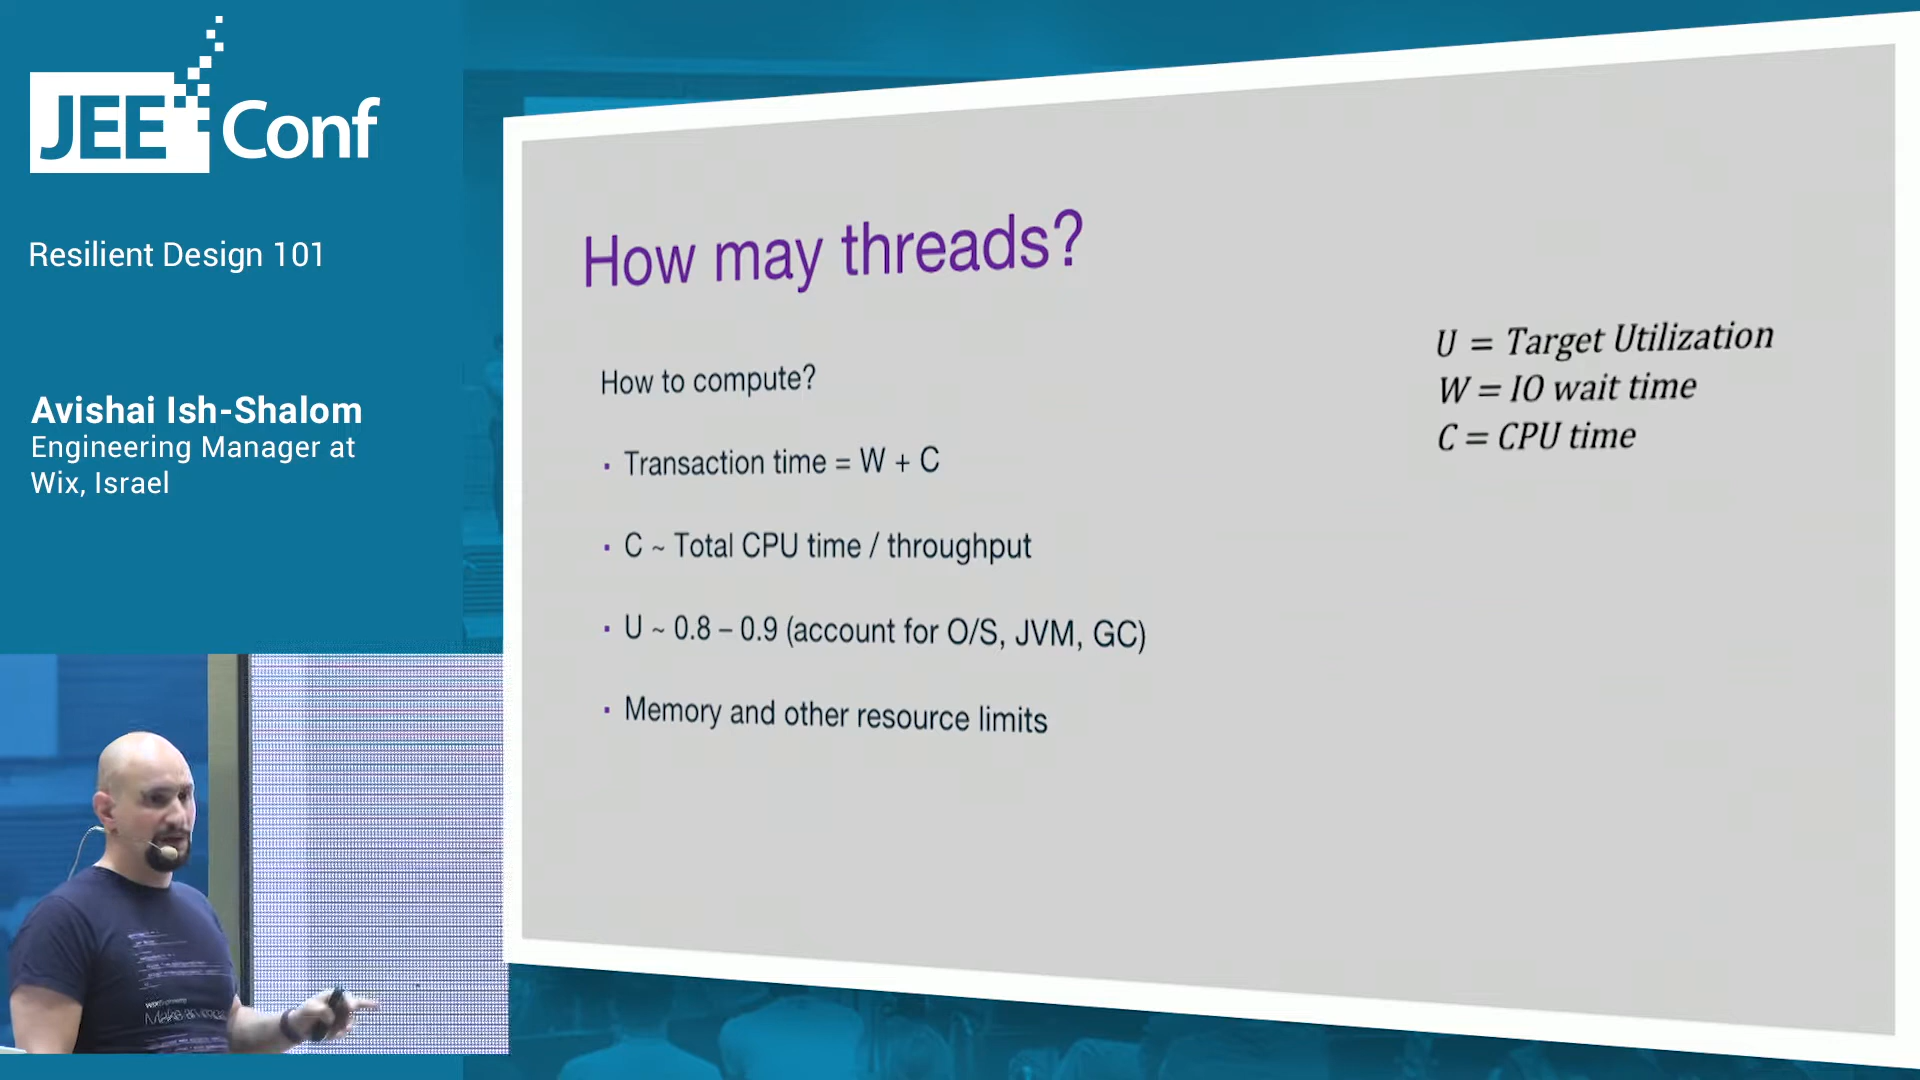 JEE Conf
Resilient Design 101
Avishai Ish-Shalom
Engineering Manager at
Wix, Israel
How may threads?
How to compute?
· Transaction time = W + C
· C ~ Total CPU time / throughput
· U ~ 0.8 – 0.9 (account for O/S, JVM, GC)
· Memory and other resource limits
U = Target Utilization
W = IO wait time
C = CPU time